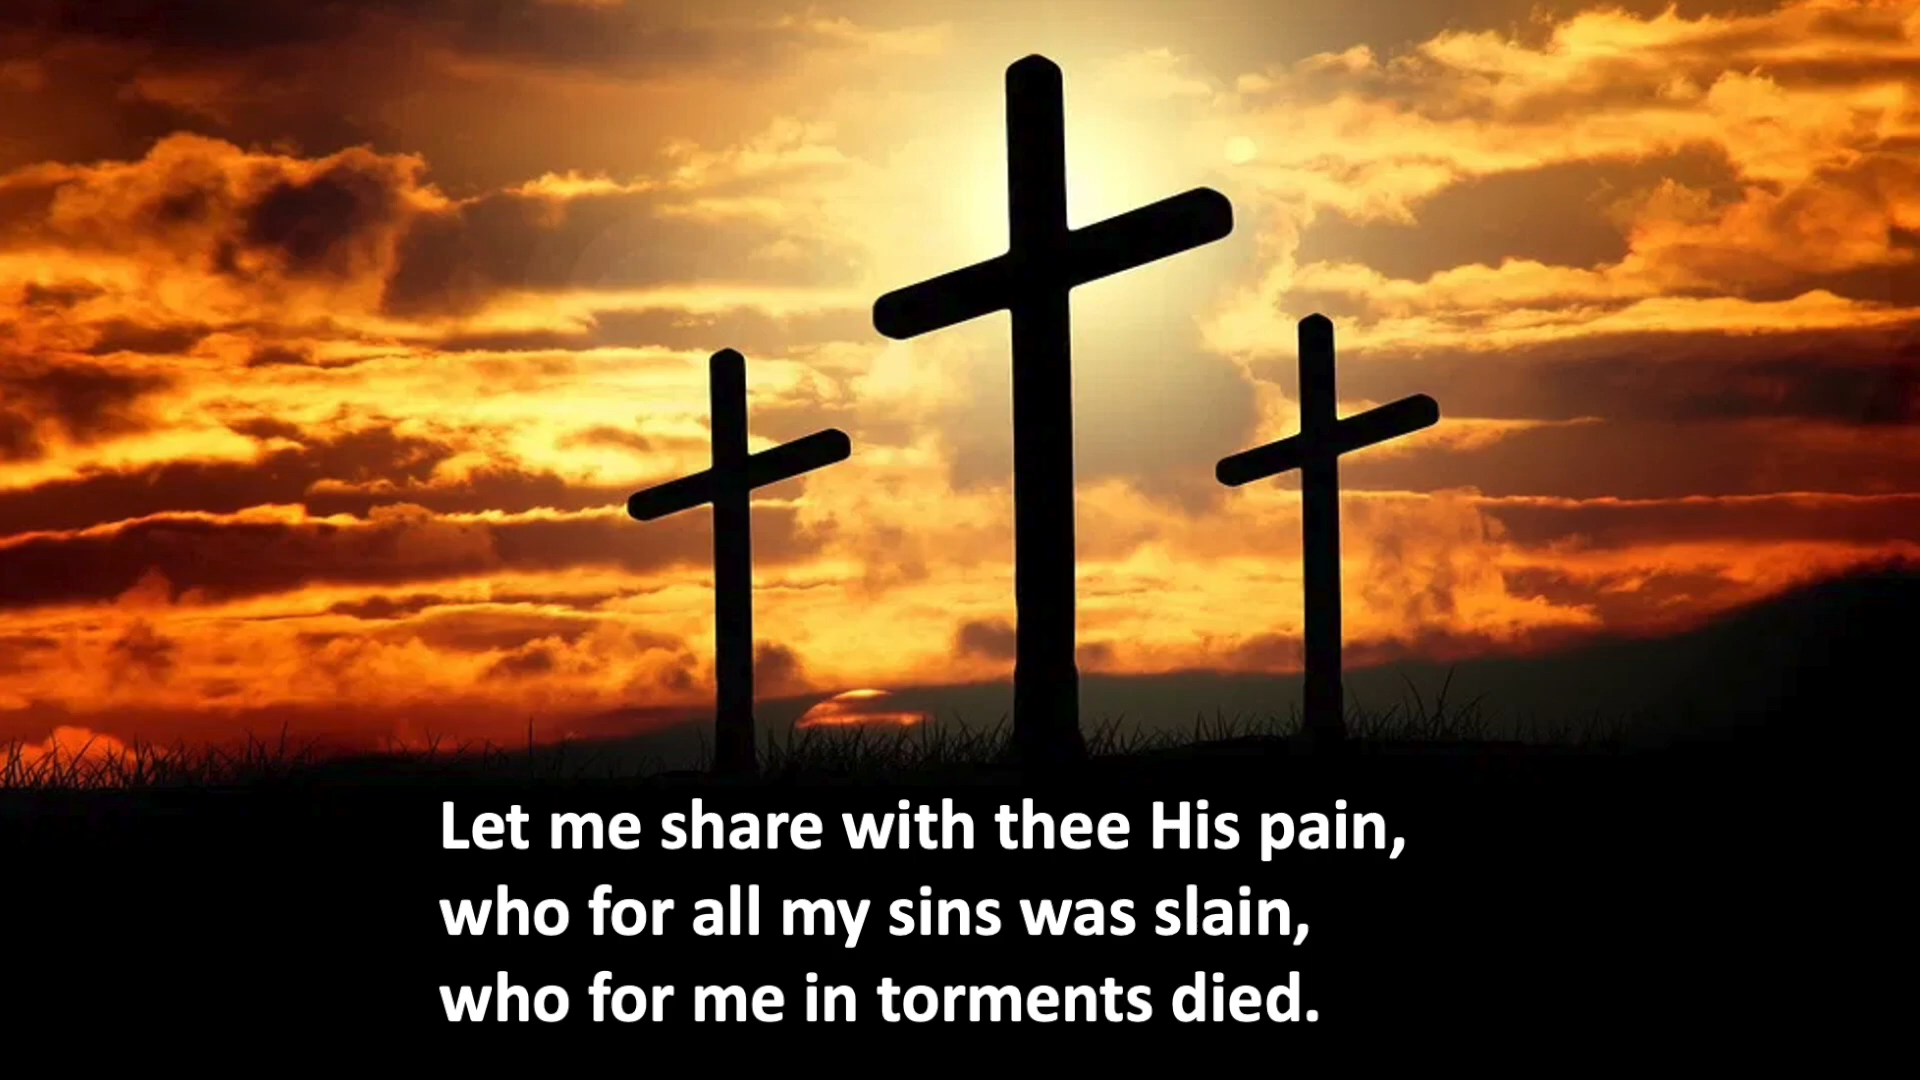 Let me share with thee His pain,
who for all my sins was slain,
who for me in torments died.